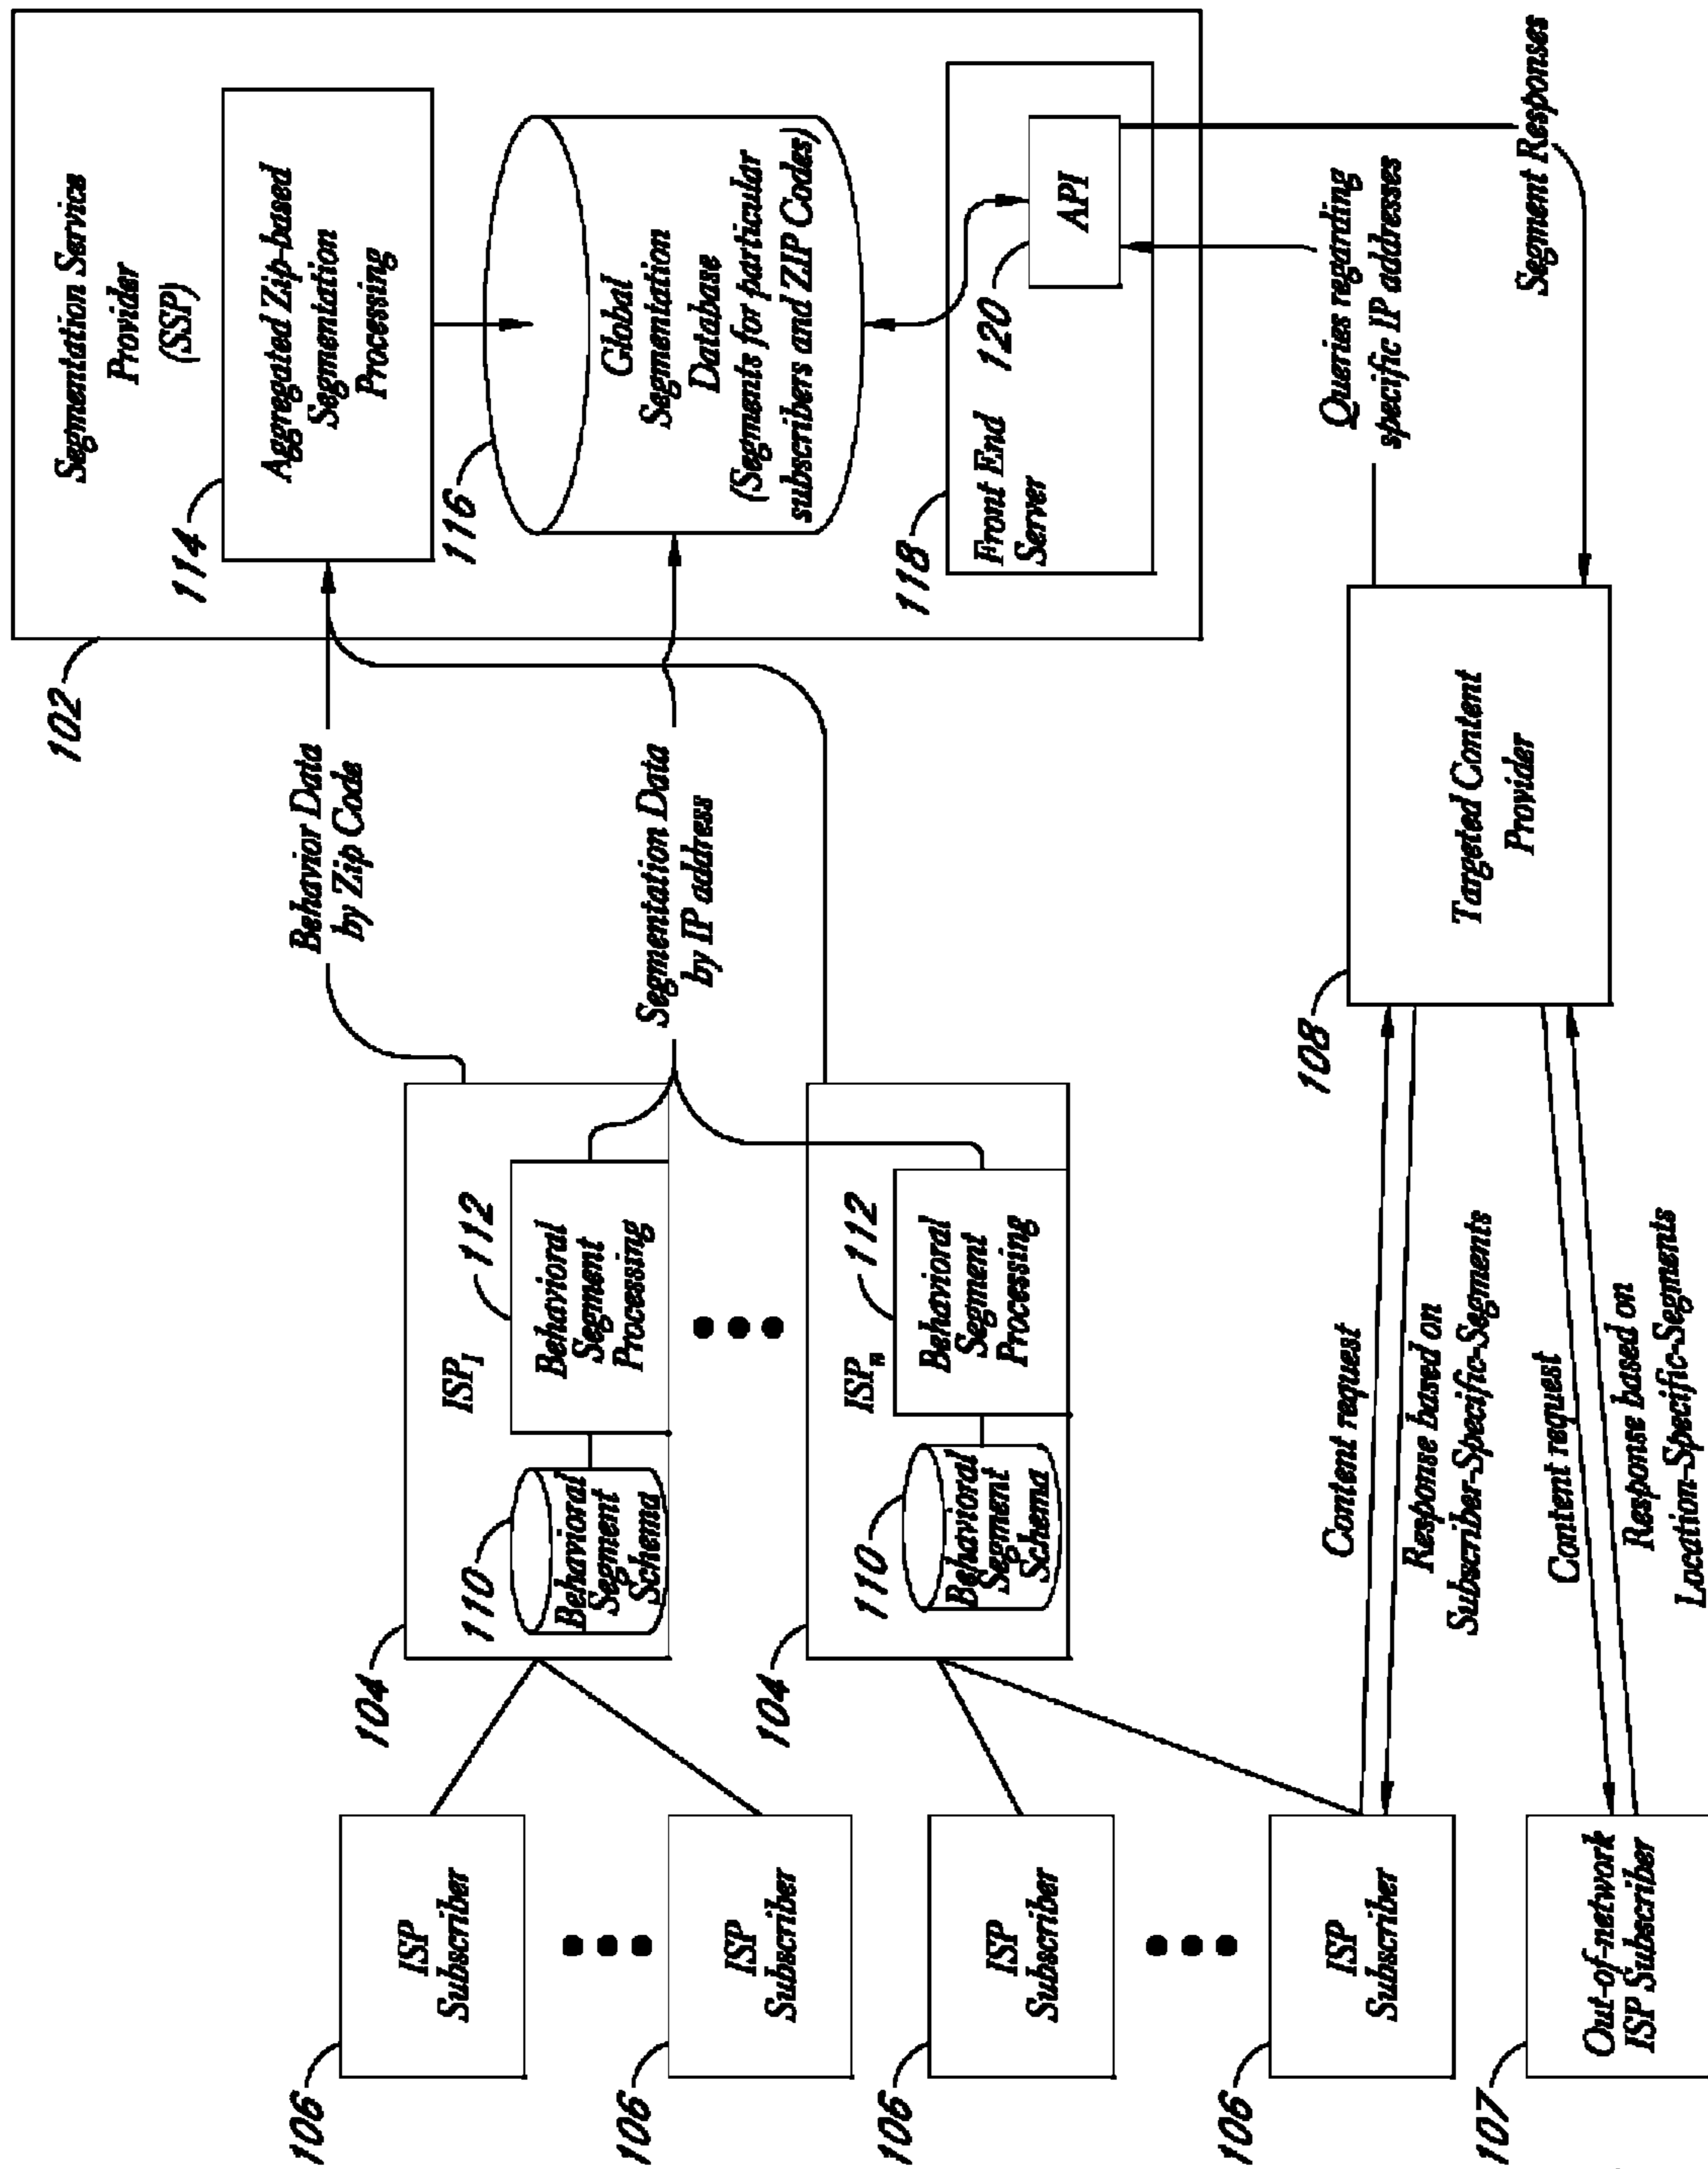 102
Segmentation Service
Provider
(SSP)
114
Aggregated Zip-based
Segmentation
Processing
116
Global
Segmentation
Database
(Segments for particular
subscribers and ZIP Codes)
118
Front End
Server
120
API
Behavior Data
by Zip Code
Segmentation Data
by IP address
Queries regarding
specific IP addresses
Segment Responses
104
ISP1
110
Behavioral
Segment
Schema
112
Behavioral
Segment
Processing
104
ISPn
110
Behavioral
Segment
Schema
112
Behavioral
Segment
Processing
108
Targeted Content
Provider
Content request
Response based on
Subscriber-Specific-Segments
Content request
Response based on
Location-Specific-Segments
106
ISP
Subscriber
106
ISP
Subscriber
106
ISP
Subscriber
106
ISP
Subscriber
107
Out-of-network
ISP Subscriber